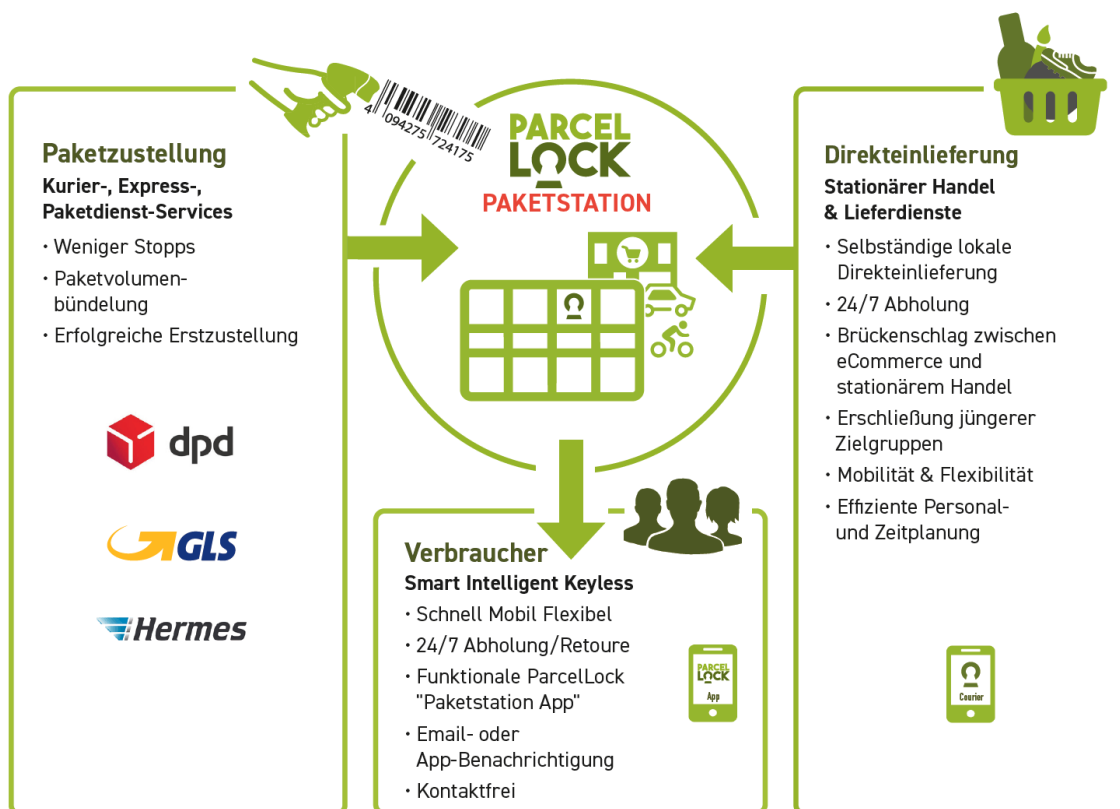 Paketzustellung
Kurier-, Express-,
Paketdienst-Services
· Weniger Stopps
· Paketvolumen-
bündelung
· Erfolgreiche Erstzustellung
dpd
GLS
Hermes
4 094275 724175
PARCEL
LOCK
PAKETSTATION
Direkteinlieferung
Stationärer Handel
& Lieferdienste
· Selbständige lokale
Direkteinlieferung
· 24/7 Abholung
· Brückenschlag zwischen
eCommerce und
stationärem Handel
· Erschließung jüngerer
Zielgruppen
· Mobilität & Flexibilität
· Effiziente Personal-
und Zeitplanung
Courier
Verbraucher
Smart Intelligent Keyless
· Schnell Mobil Flexibel
· 24/7 Abholung/Retoure
· Funktionale ParcelLock
"Paketstation App"
· Email- oder
App-Benachrichtigung
· Kontaktfrei
PARCEL
LOCK
App